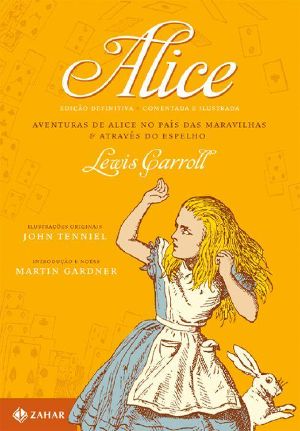 Alice
EDIÇÃO DEFINITIVA • COMENTADA E ILUSTRADA
AVENTURAS DE ALICE NO PAÍS DAS MARAVILHAS
& ATRAVÉS DO ESPELHO
Lewis Carroll
ILUSTRAÇÕES ORIGINAIS
JOHN TENNIEL
INTRODUÇÃO E NOTAS
MARTIN GARDNER
ZAHAR